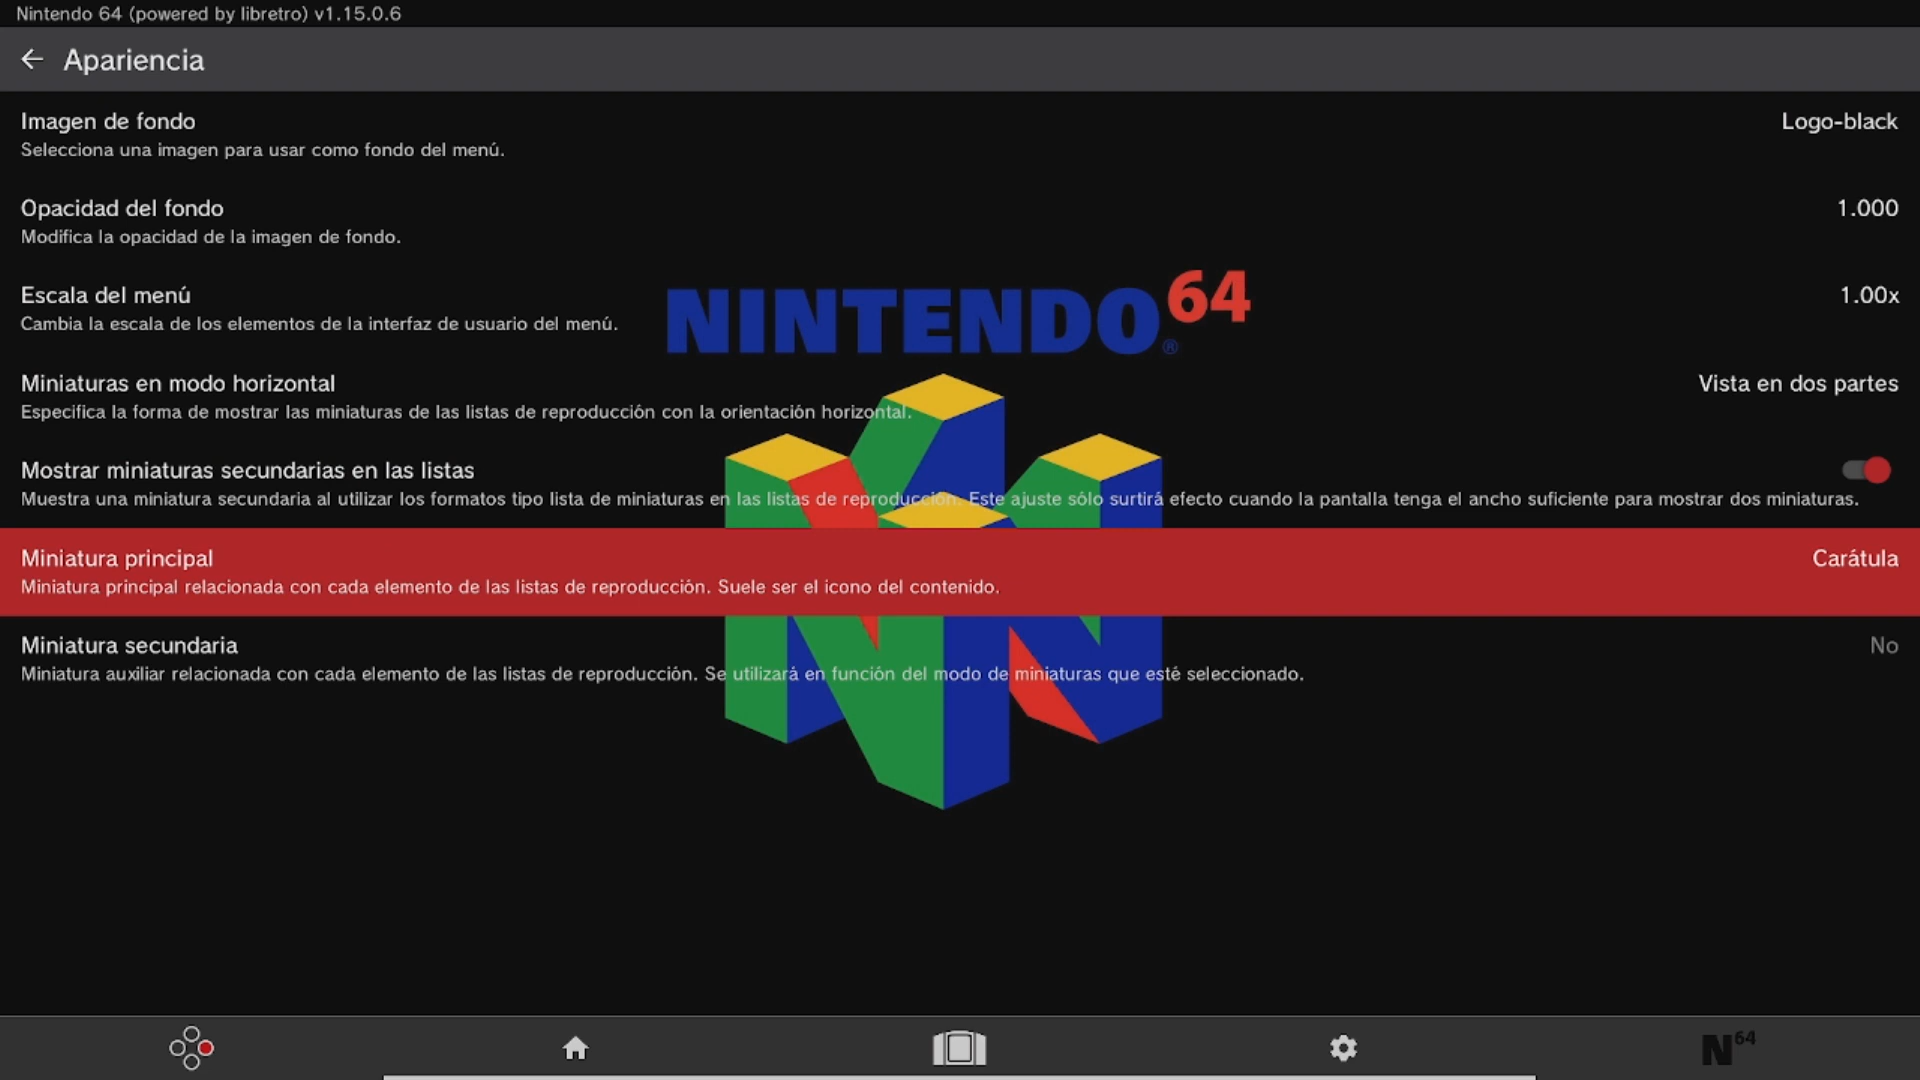 Nintendo 64 (powered by libretro) v1.15.0.6
Apariencia
Imagen de fondo
Logo-black
Selecciona una imagen para usar como fondo del menú.
Opacidad del fondo
1.000
Modifica la opacidad de la imagen de fondo.
Escala del menú
1.00x
Cambia la escala de los elementos de la interfaz de usuario del menú.
NINTENDO 64 ®
Miniaturas en modo horizontal
Vista en dos partes
Especifica la forma de mostrar las miniaturas de las listas de reproducción con la orientación horizontal.
Mostrar miniaturas secundarias en las listas
Muestra una miniatura secundaria al utilizar los formatos tipo lista de miniaturas en las listas de reproducción. Este ajuste sólo surtirá efecto cuando la pantalla tenga el ancho suficiente para mostrar dos miniaturas.
Miniatura principal
Carátula
Miniatura principal relacionada con cada elemento de las listas de reproducción. Suele ser el icono del contenido.
Miniatura secundaria
No
Miniatura auxiliar relacionada con cada elemento de las listas de reproducción. Se utilizará en función del modo de miniaturas que esté seleccionado.
N64